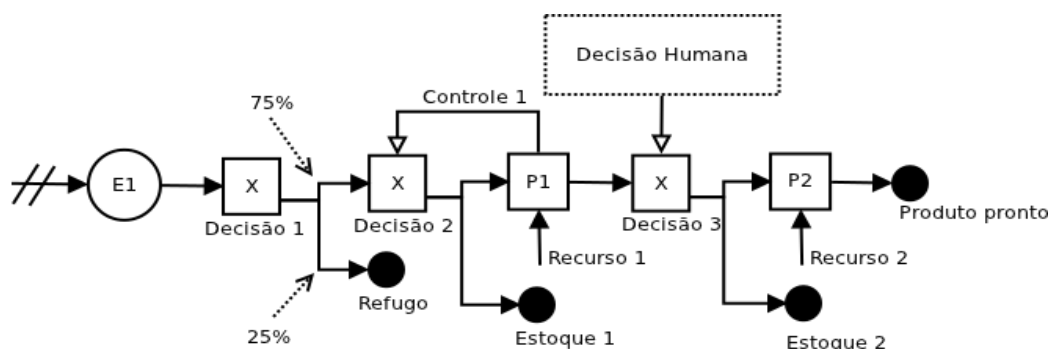 Decisão Humana
Controle 1
75%
E1
X
X
P1
X
P2
Decisão 1
Decisão 2
Decisão 3
Produto pronto
Recurso 1
Recurso 2
Refugo
25%
Estoque 1
Estoque 2